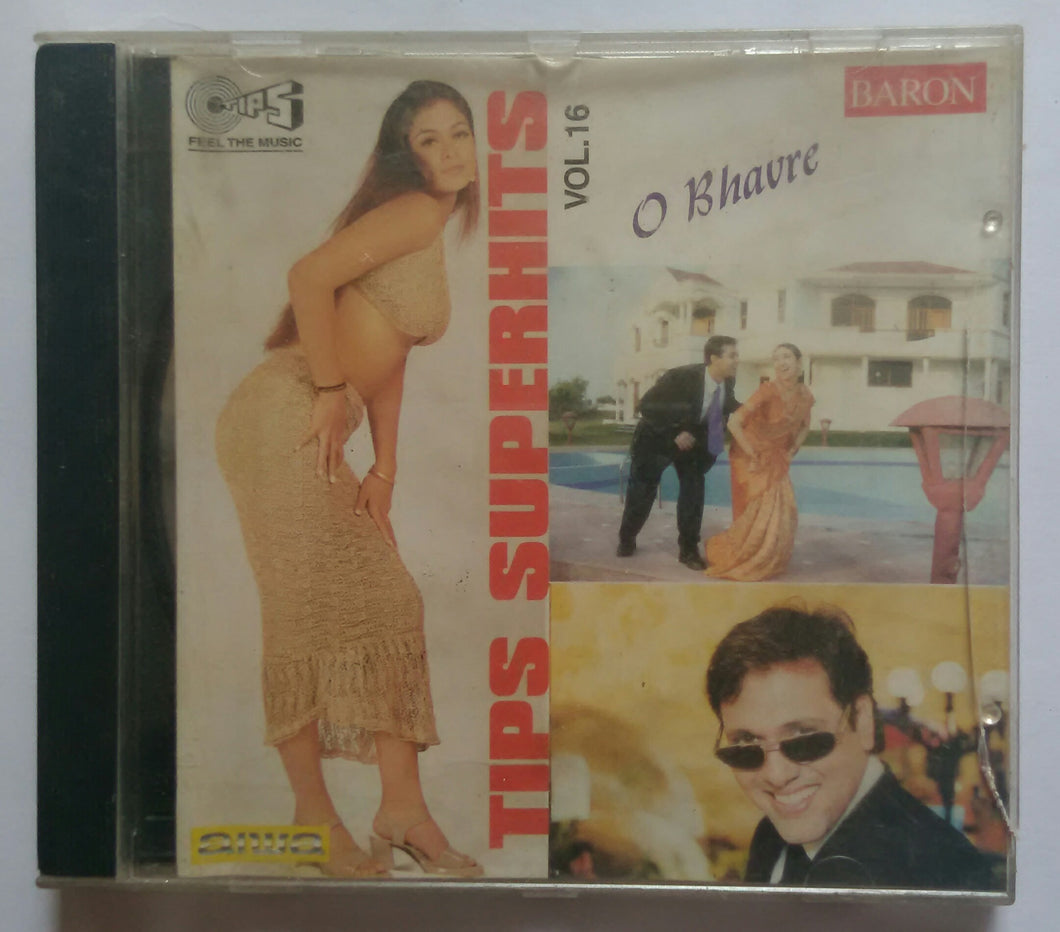 TIPS
FEEL THE MUSIC
TIPS SUPERHITS
VOL.16
BARON
O Bhavre
aiwa